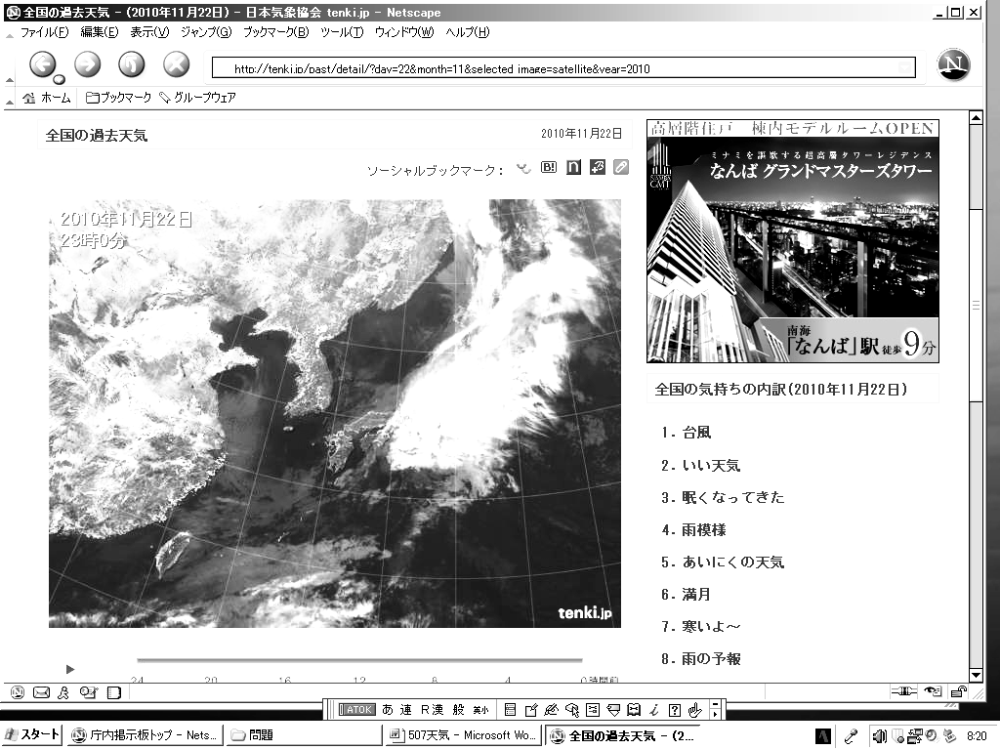 全国の過去天気 - (2010年11月22日) - 日本気象協会 tenki.jp - Netscape
ファイル(F) 編集(E) 表示(V) ジャンプ(G) ブックマーク(B) ツール(T) ウィンドウ(W) ヘルプ(H)
http://tenki.jp/past/detail/?day=22&month=11&selected_image=satellite&year=2010
ホーム ブックマーク グループウェア
全国の過去天気 2010年11月22日
ソーシャルブックマーク：
B!
n
2010年11月22日
23時0分
tenki.jp
24 20 16 12 8 4 0 時間前
高層階住戸 棟内モデルルームOPEN
ミナミを謳歌する超高層タワーレジデンス
なんば グランドマスターズタワー
GMT
南海
「なんば」駅 徒歩 9分
全国の気持ちの内訳(2010年11月22日)
1. 台風
2. いい天気
3. 眠くなってきた
4. 雨模様
5. あいにくの天気
6. 満月
7. 寒いよ～
8. 雨の予報
ATOK あ 連 R漢 般 英小
スタート 庁内掲示板トップ - Nets... 問題 507天気 - Microsoft Wo... 全国の過去天気 - (2... 8:20